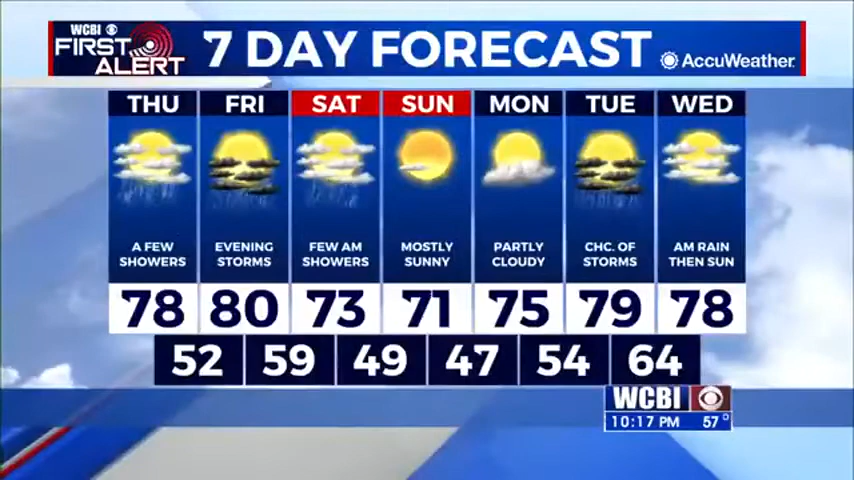 WCBI
FIRST
ALERT
7 DAY FORECAST
AccuWeather
THU FRI SAT SUN MON TUE WED
A FEW SHOWERS
EVENING STORMS
FEW AM SHOWERS
MOSTLY SUNNY
PARTLY CLOUDY
CHC. OF STORMS
AM RAIN THEN SUN
78 80 73 71 75 79 78
52 59 49 47 54 64
WCBI
10:17 PM 57°